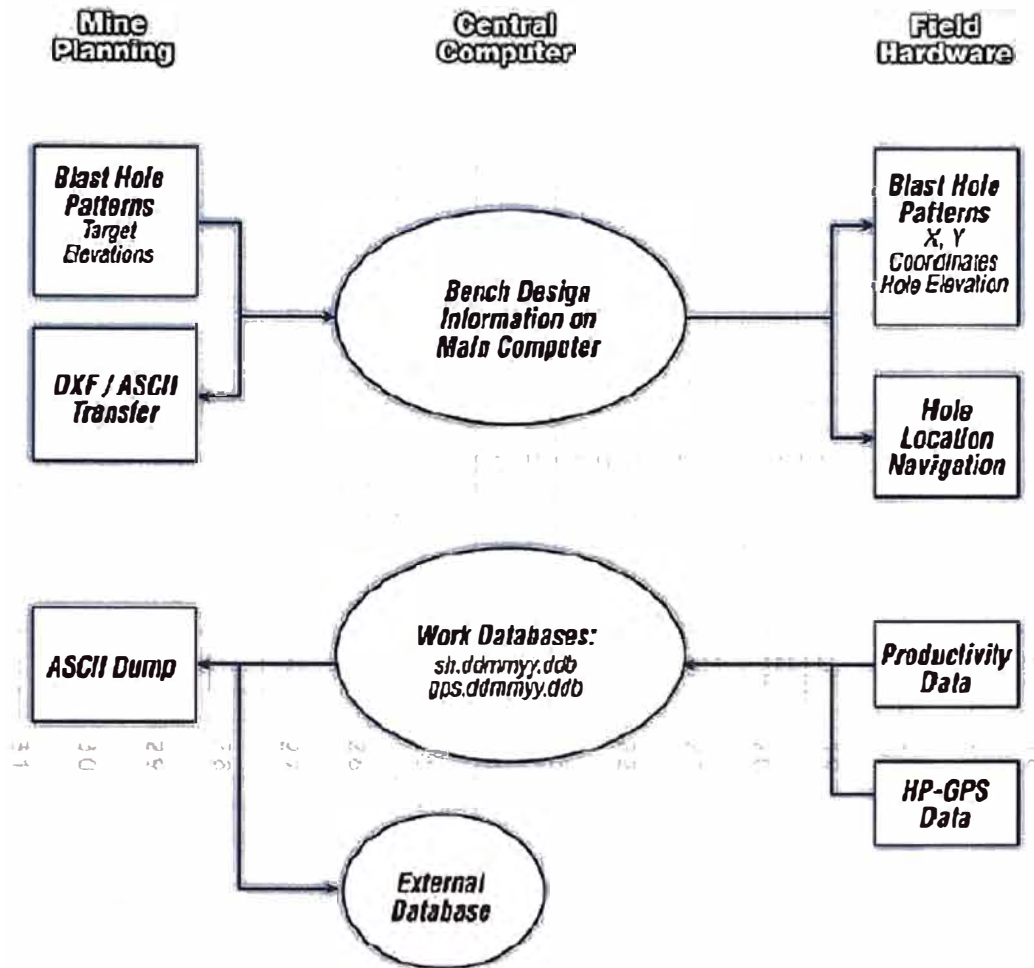 Mine
Planning
Central
Computer
Field
Hardware
Blast Hole
Patterns
Target
Elevations
DXF / ASCII
Transfer
Bench Design
Information on
Main Computer
Blast Hole
Patterns
X, Y
Coordinates
Hole Elevation
Hole
Location
Navigation
ASCII Dump
Work Databases:
sh.ddmmyy.ddb
gps.ddmmyy.ddb
Productivity
Data
HP-GPS
Data
External
Database